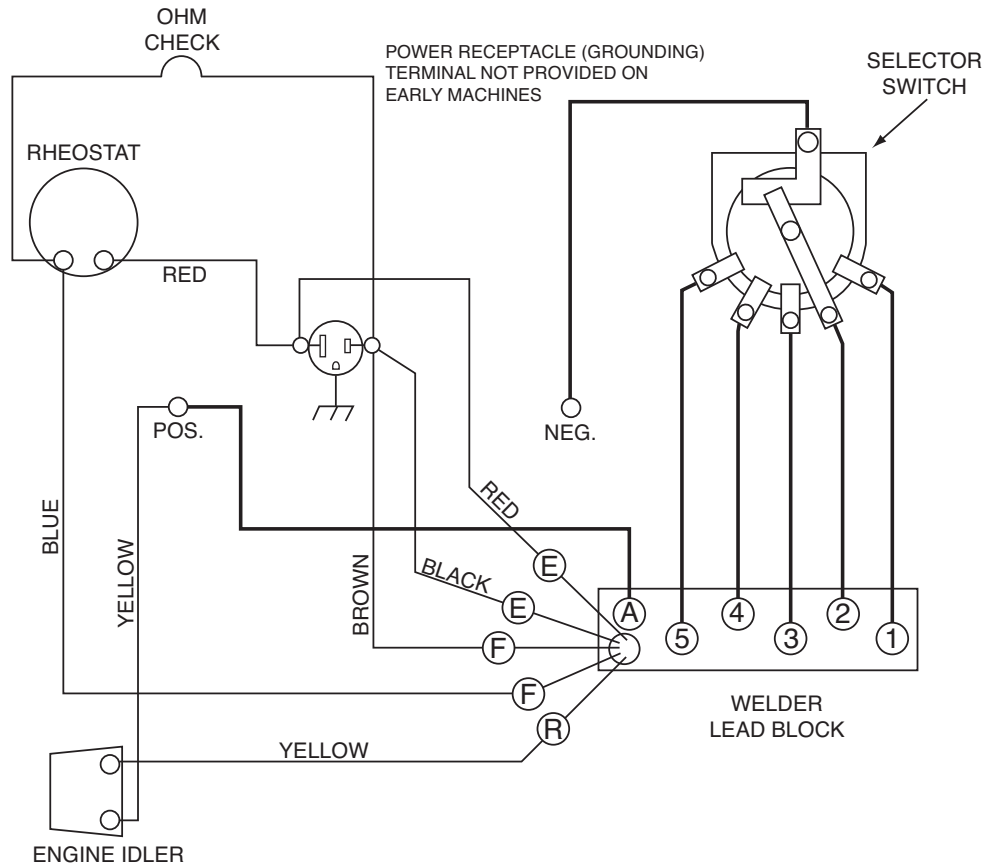 OHM
CHECK
POWER RECEPTACLE (GROUNDING)
TERMINAL NOT PROVIDED ON
EARLY MACHINES
SELECTOR
SWITCH
RHEOSTAT
RED
POS.
NEG.
BLUE
YELLOW
BROWN
RED
BLACK
E
E
F
F
R
A
5
4
3
2
1
WELDER
LEAD BLOCK
YELLOW
ENGINE IDLER